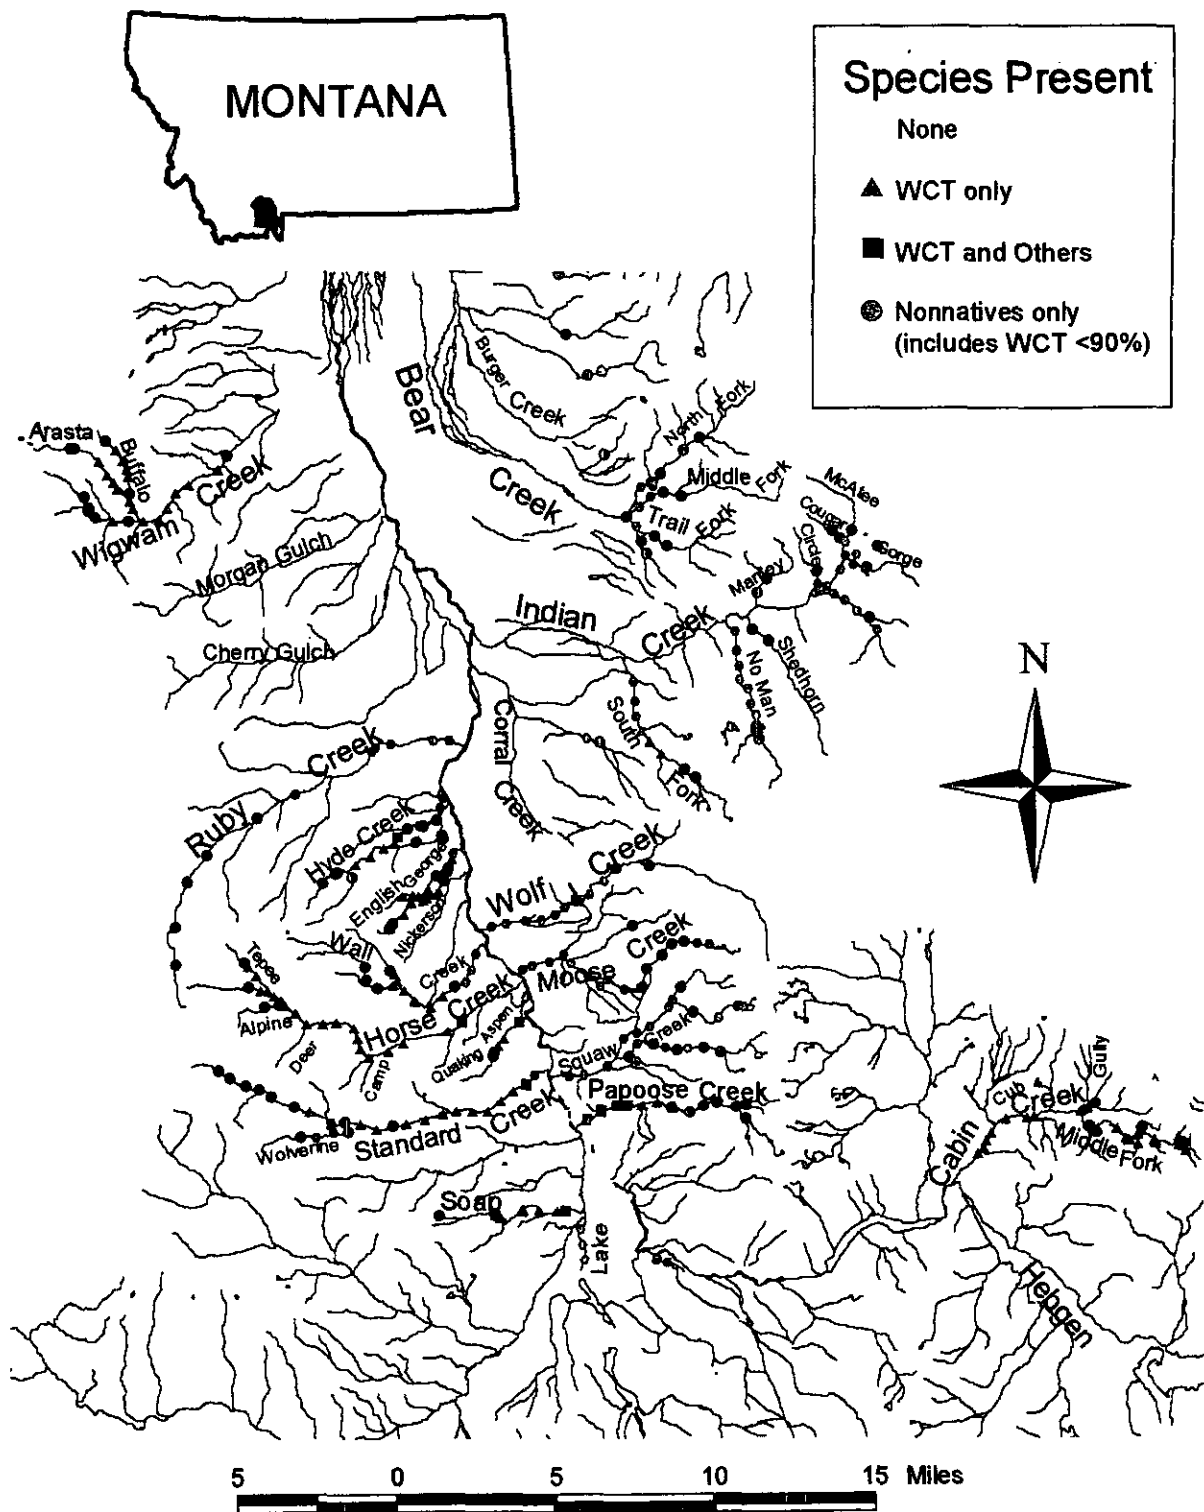 MONTANA
Species Present
None
WCT only
WCT and Others
Nonnatives only
(includes WCT <90%)
Burger Creek
Bear
Creek
North Fork
Middle Fork
Trail Fork
McAfee
Cougar
Circle
Gorge
Arasta
Buffalo
Wigwam Creek
Morgan Gulch
Cherry Gulch
Indian Creek
Manley
No Man
Shedhorn
South Fork
N
Corral Creek
Ruby Creek
Hyde Creek
George
English
Nickerson
Wolf Creek
Wall Creek
Tepee
Alpine
Deer
Camp
Horse Creek
Moose Creek
Quaking Aspen
Squaw Creek
Papoose Creek
Wolverine
Standard Creek
Soap
Lake
Cub
Creek
Gully
Middle Fork
Cabin
Hebgen
5 0 5 10 15 Miles